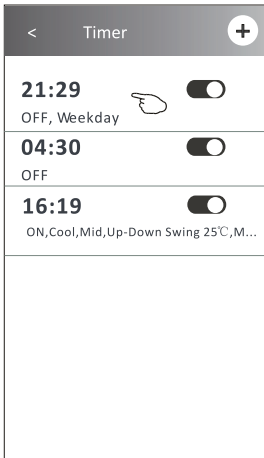 < Timer +
21:29
OFF, Weekday
04:30
OFF
16:19
ON,Cool,Mid,Up-Down Swing 25℃,M...